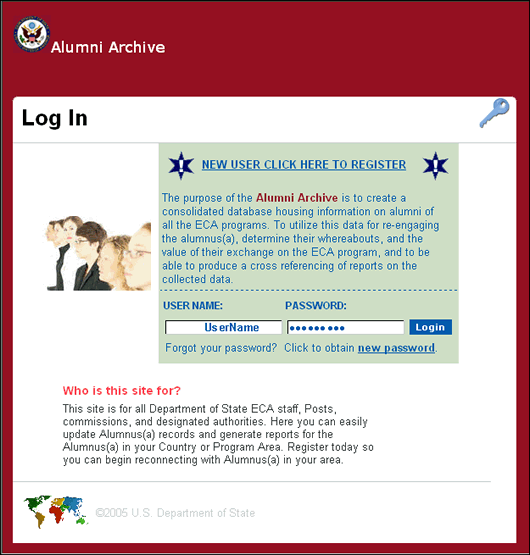 Alumni Archive
Log In
NEW USER CLICK HERE TO REGISTER
The purpose of the Alumni Archive is to create a
consolidated database housing information on alumni of
all the ECA programs. To utilize this data for re-engaging
the alumnus(a), determine their whereabouts, and the
value of their exchange on the ECA program, and to be
able to produce a cross referencing of reports on the
collected data.
USER NAME: PASSWORD:
UserName ●●●●●●●●● Login
Forgot your password? Click to obtain new password.
Who is this site for?
This site is for all Department of State ECA staff, Posts,
commissions, and designated authorities. Here you can easily
update Alumnus(a) records and generate reports for the
Alumnus(a) in your Country or Program Area. Register today so
you can begin reconnecting with Alumnus(a) in your area.
©2005 U.S. Department of State